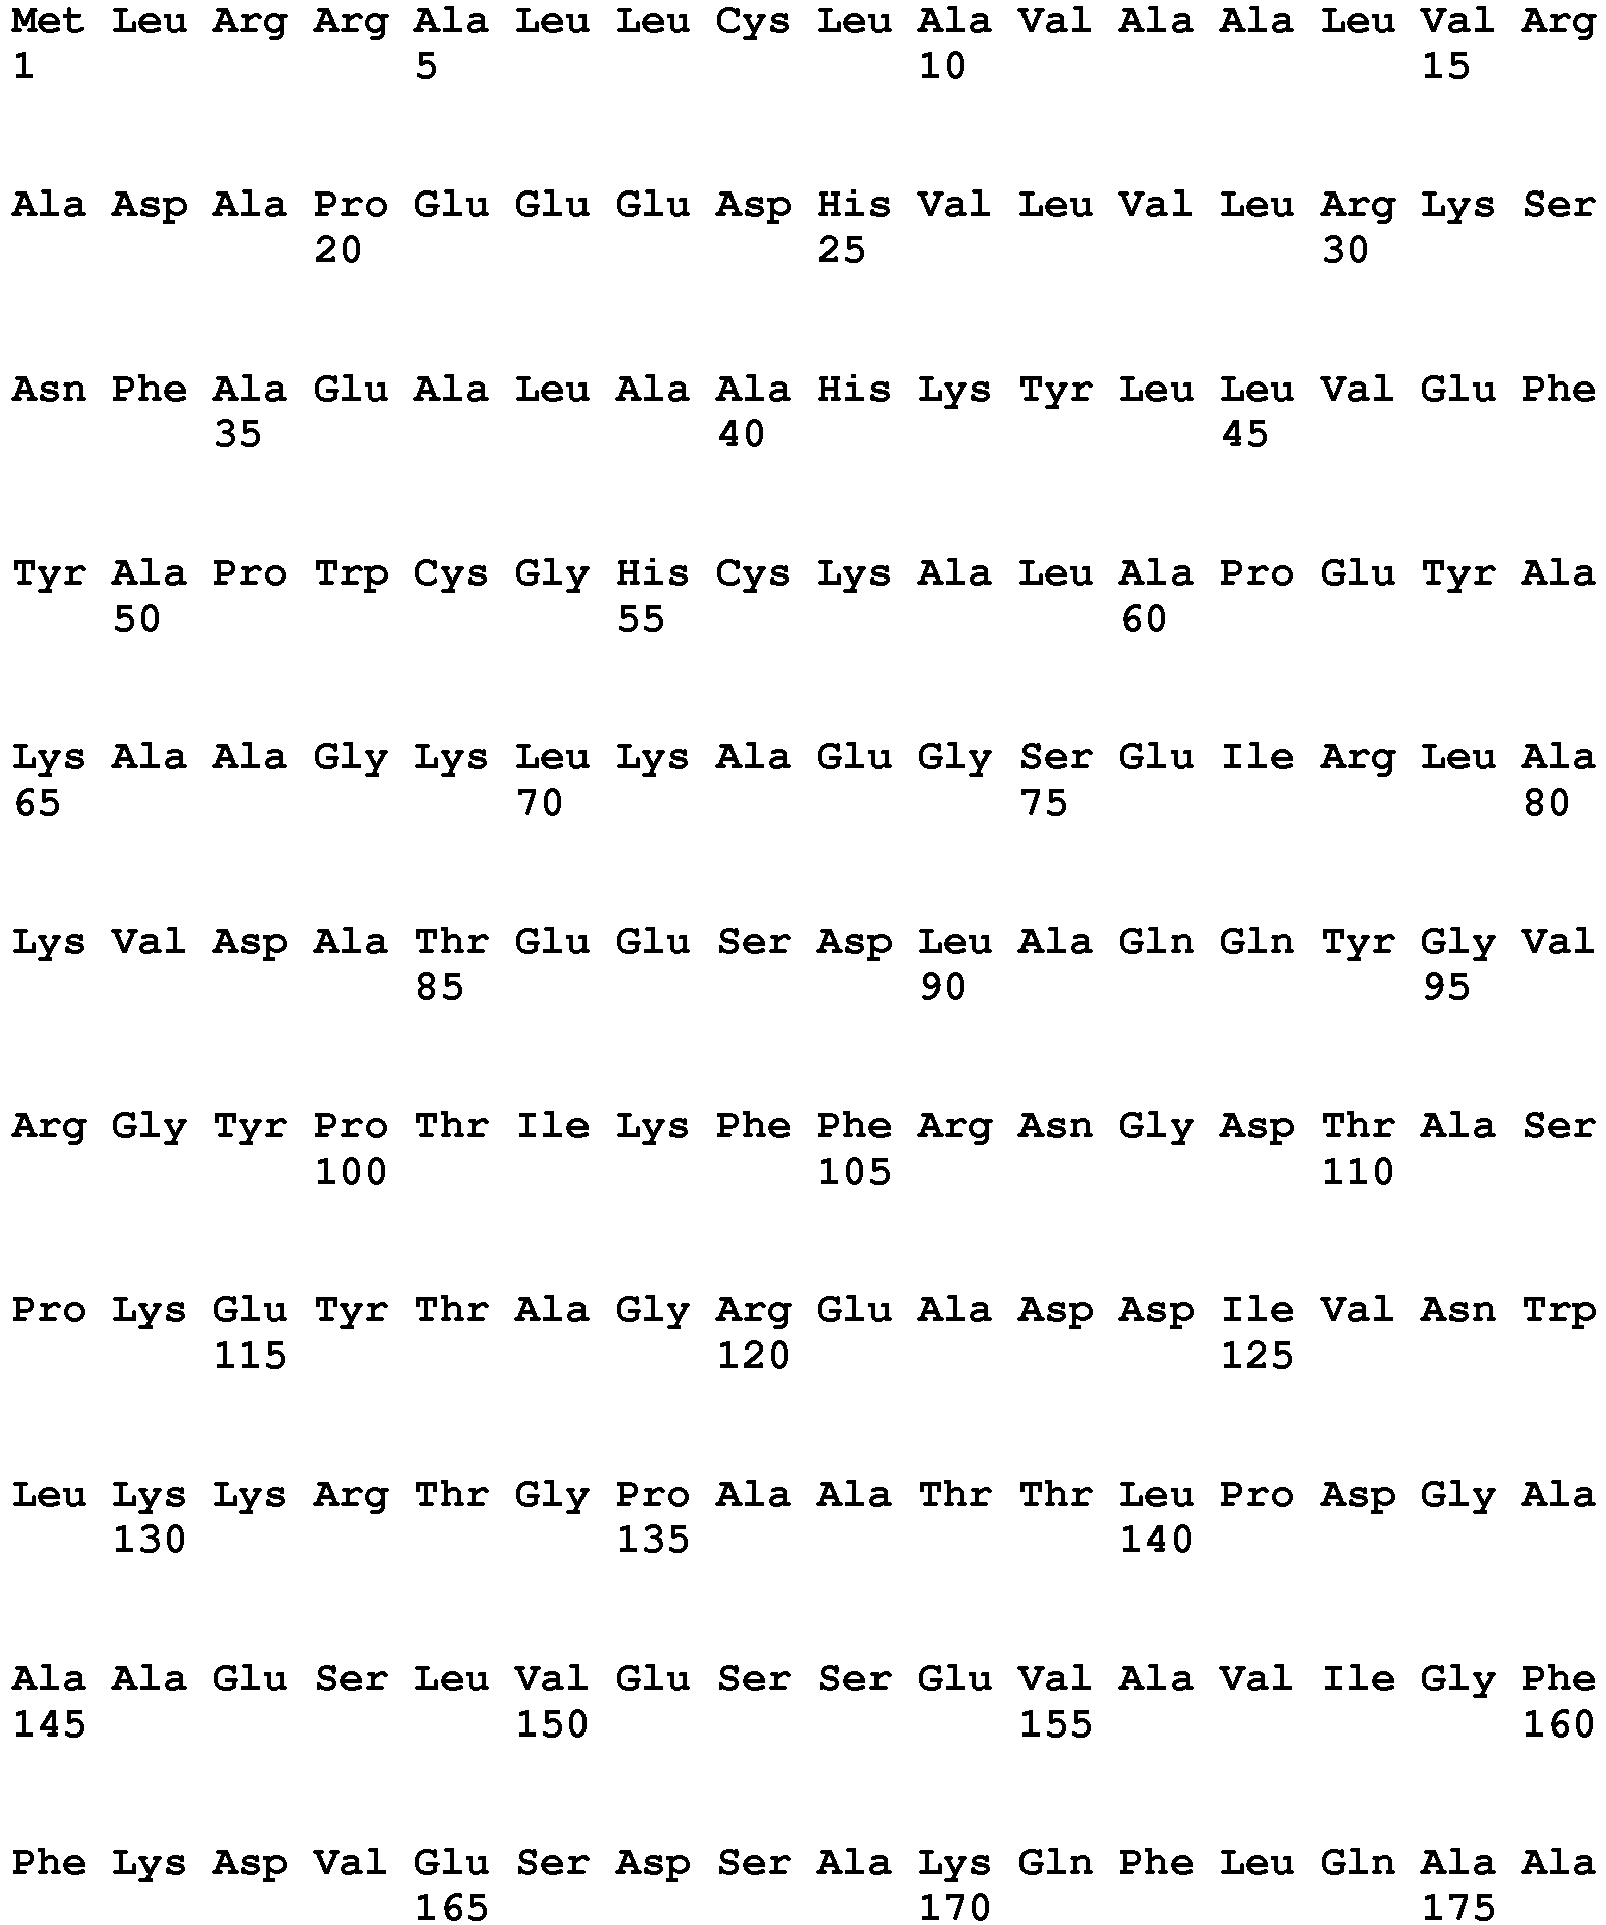 Met Leu Arg Arg Ala Leu Leu Cys Leu Ala Val Ala Ala Leu Val Arg
1 5 10 15
Ala Asp Ala Pro Glu Glu Glu Asp His Val Leu Val Leu Arg Lys Ser
20 25 30
Asn Phe Ala Glu Ala Leu Ala Ala His Lys Tyr Leu Leu Val Glu Phe
35 40 45
Tyr Ala Pro Trp Cys Gly His Cys Lys Ala Leu Ala Pro Glu Tyr Ala
50 55 60
Lys Ala Ala Gly Lys Leu Lys Ala Glu Gly Ser Glu Ile Arg Leu Ala
65 70 75 80
Lys Val Asp Ala Thr Glu Glu Ser Asp Leu Ala Gln Gln Tyr Gly Val
85 90 95
Arg Gly Tyr Pro Thr Ile Lys Phe Phe Arg Asn Gly Asp Thr Ala Ser
100 105 110
Pro Lys Glu Tyr Thr Ala Gly Arg Glu Ala Asp Asp Ile Val Asn Trp
115 120 125
Leu Lys Lys Arg Thr Gly Pro Ala Ala Thr Thr Leu Pro Asp Gly Ala
130 135 140
Ala Ala Glu Ser Leu Val Glu Ser Ser Glu Val Ala Val Ile Gly Phe
145 150 155 160
Phe Lys Asp Val Glu Ser Asp Ser Ala Lys Gln Phe Leu Gln Ala Ala
165 170 175